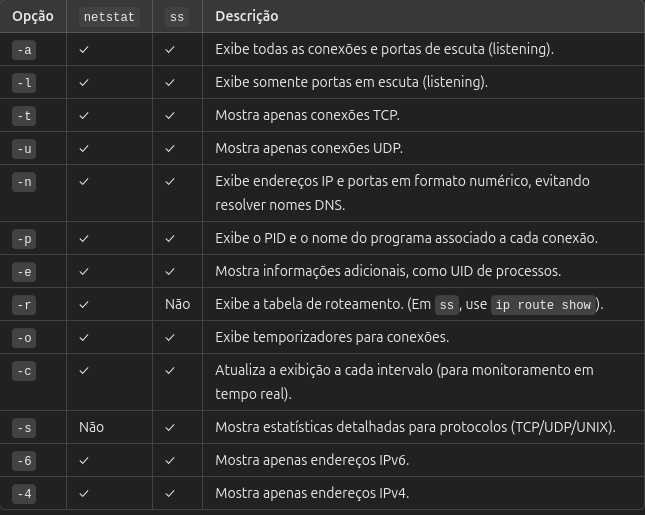 Opção netstat ss Descrição
-a ✓ ✓ Exibe todas as conexões e portas de escuta (listening).
-l ✓ ✓ Exibe somente portas em escuta (listening).
-t ✓ ✓ Mostra apenas conexões TCP.
-u ✓ ✓ Mostra apenas conexões UDP.
-n ✓ ✓ Exibe endereços IP e portas em formato numérico, evitando
resolver nomes DNS.
-p ✓ ✓ Exibe o PID e o nome do programa associado a cada conexão.
-e ✓ ✓ Mostra informações adicionais, como UID de processos.
-r ✓ Não Exibe a tabela de roteamento. (Em ss, use ip route show).
-o ✓ ✓ Exibe temporizadores para conexões.
-c ✓ ✓ Atualiza a exibição a cada intervalo (para monitoramento em
tempo real).
-s Não ✓ Mostra estatísticas detalhadas para protocolos (TCP/UDP/UNIX).
-6 ✓ ✓ Mostra apenas endereços IPv6.
-4 ✓ ✓ Mostra apenas endereços IPv4.